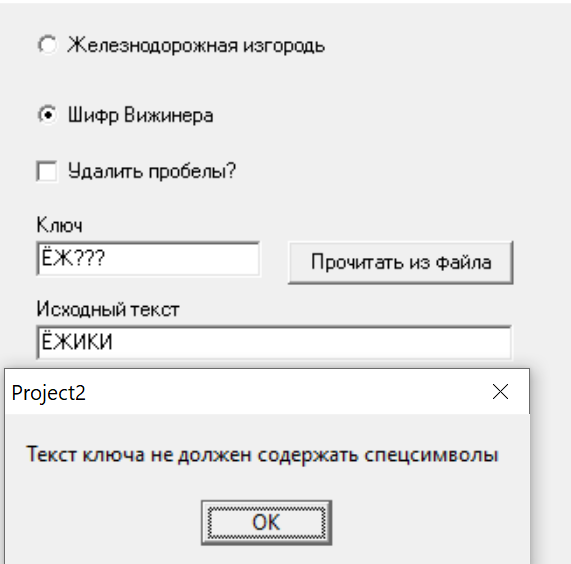 Железнодорожная изгородь
Шифр Вижинера
Удалить пробелы?
Ключ
ЁЖ???
Прочитать из файла
Исходный текст
ЁЖИКИ
Project2
Текст ключа не должен содержать спецсимволы
OK